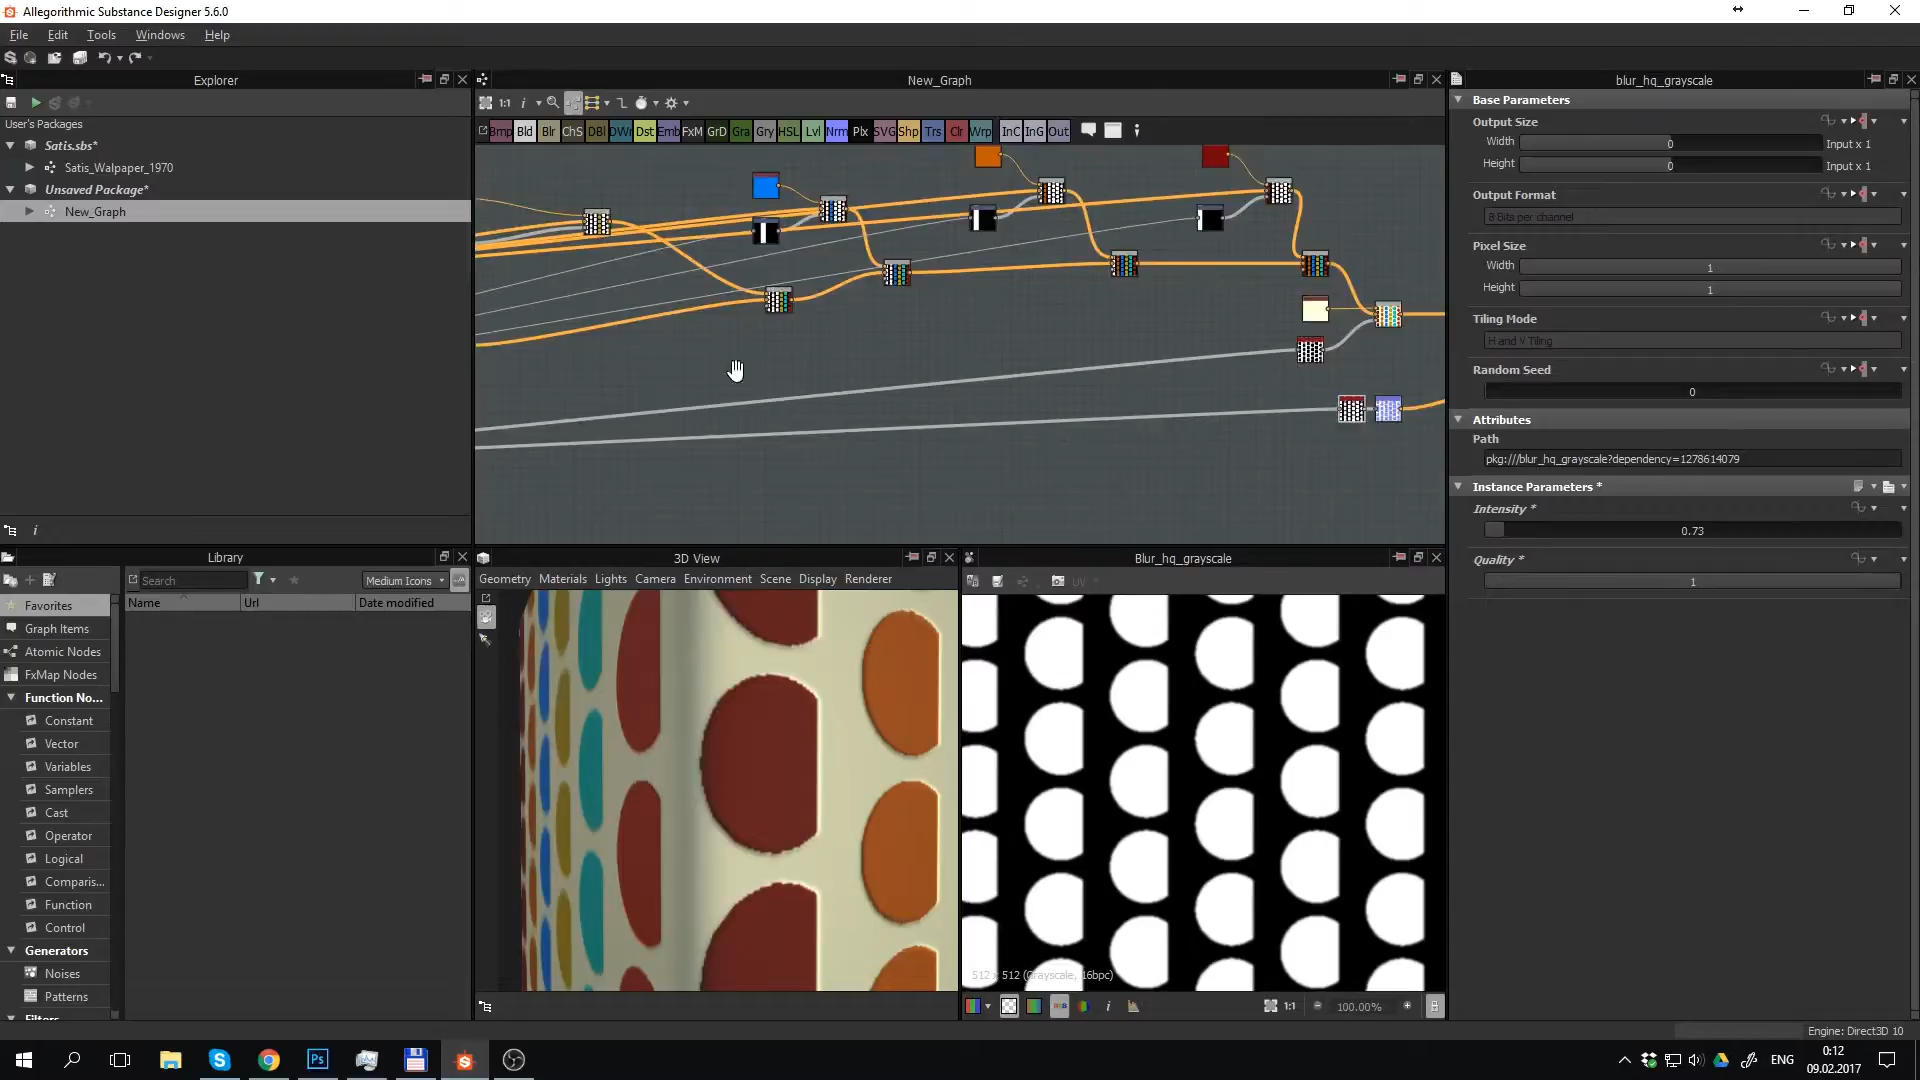 Allegorithmic Substance Designer 5.6.0
File Edit Tools Windows Help
Explorer
User's Packages
Satis.sbs*
Satis_Walpaper_1970
Unsaved Package*
New_Graph
New_Graph
1:1 i
Bmp Bld Blr ChS DBl DWr Dst Emb FxM GrD Gra Gry HSL Lvl Nrm Plx SVG Shp Trs Clr Wrp InC InG Out
blur_hq_grayscale
Base Parameters
Output Size
Width 0 Input x 1
Height 0 Input x 1
Output Format
8 Bits per channel
Pixel Size
Width 1
Height 1
Tiling Mode
H and V Tiling
Random Seed
0
Attributes
Path
pkg:///blur_hq_grayscale?dependency=1278614079
Instance Parameters *
Intensity *
0.73
Quality *
1
Library
Search
Medium Icons
Name Url Date modified
Favorites
Graph Items
Atomic Nodes
FxMap Nodes
Function No...
Constant
Vector
Variables
Samplers
Cast
Operator
Logical
Comparis...
Function
Control
Generators
Noises
Patterns
Filters
3D View
Geometry Materials Lights Camera Environment Scene Display Renderer
Blur_hq_grayscale
UV
512 x 512 (Grayscale, 16bpc)
1:1 100.00%
Engine: Direct3D 10
ENG
0:12
09.02.2017